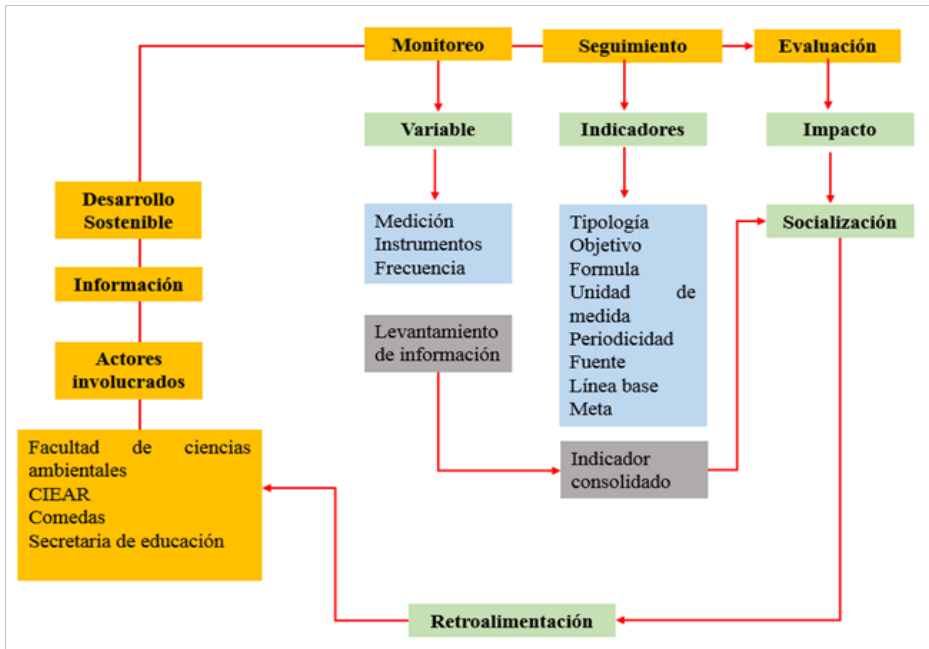 Monitoreo
Seguimiento
Evaluación
Variable
Indicadores
Impacto
Desarrollo
Sostenible
Información
Actores
involucrados
Facultad de ciencias
ambientales
CIEAR
Comedas
Secretaria de educación
Medición
Instrumentos
Frecuencia
Levantamiento
de información
Tipología
Objetivo
Formula
Unidad de
medida
Periodicidad
Fuente
Línea base
Meta
Indicador
consolidado
Socialización
Retroalimentación